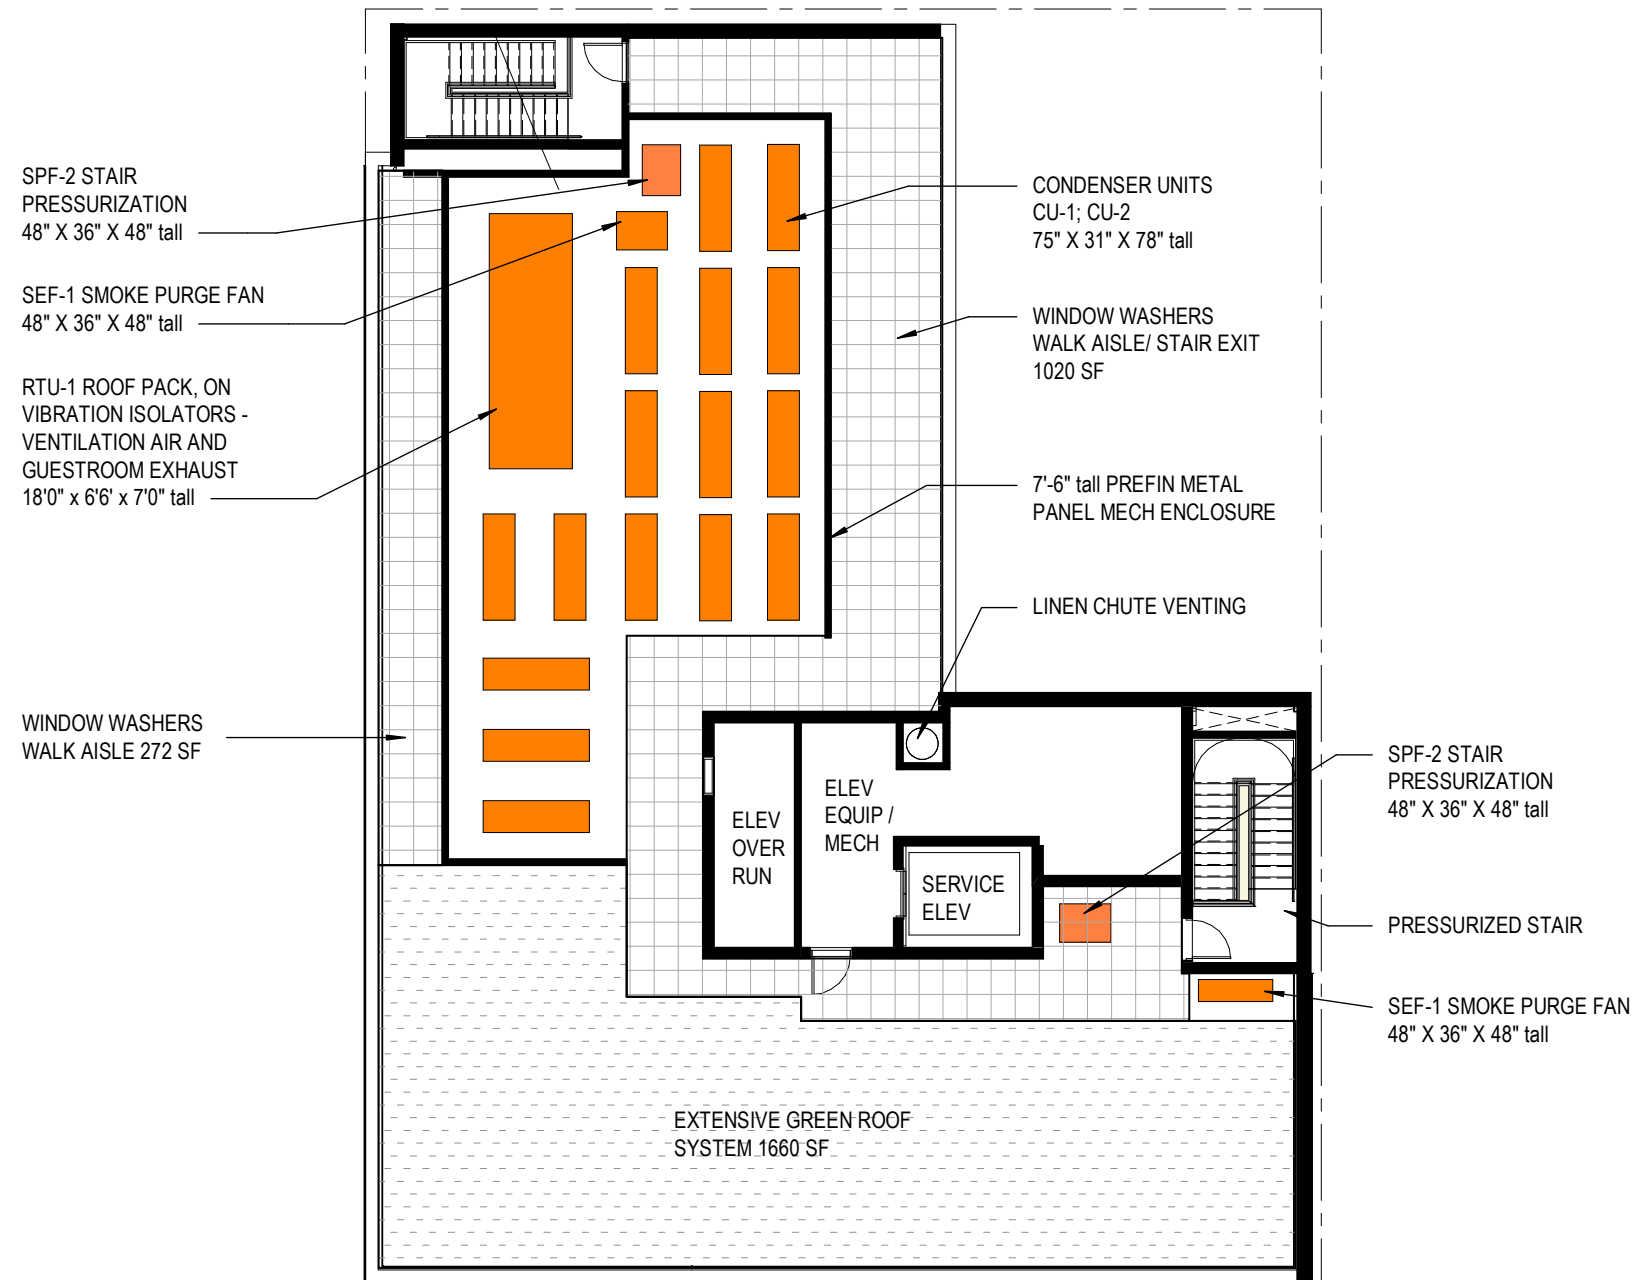 SPF-2 STAIR
PRESSURIZATION
48" X 36" X 48" tall
SEF-1 SMOKE PURGE FAN
48" X 36" X 48" tall
RTU-1 ROOF PACK, ON
VIBRATION ISOLATORS -
VENTILATION AIR AND
GUESTROOM EXHAUST
18'0" x 6'6' x 7'0" tall
WINDOW WASHERS
WALK AISLE 272 SF
CONDENSER UNITS
CU-1; CU-2
75" X 31" X 78" tall
WINDOW WASHERS
WALK AISLE/ STAIR EXIT
1020 SF
7'-6" tall PREFIN METAL
PANEL MECH ENCLOSURE
LINEN CHUTE VENTING
ELEV
OVER
RUN
ELEV
EQUIP /
MECH
SERVICE
ELEV
SPF-2 STAIR
PRESSURIZATION
48" X 36" X 48" tall
PRESSURIZED STAIR
SEF-1 SMOKE PURGE FAN
48" X 36" X 48" tall
EXTENSIVE GREEN ROOF
SYSTEM 1660 SF